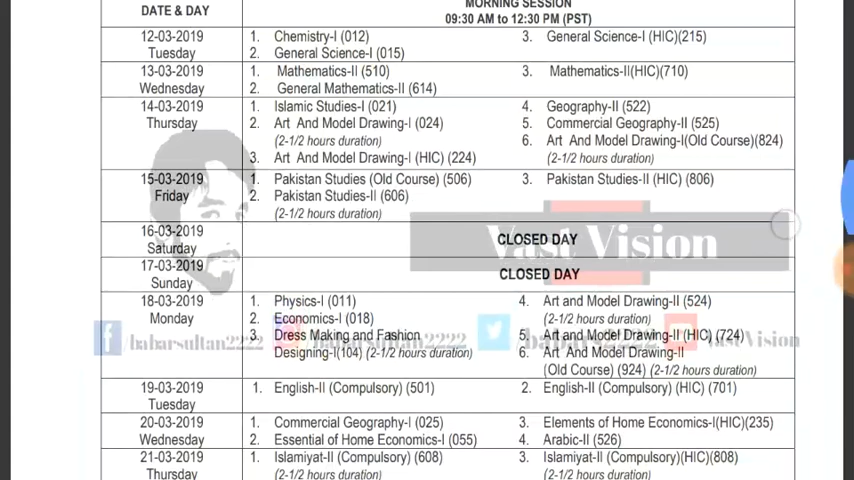 DATE & DAY
MORNING SESSION
09:30 AM to 12:30 PM (PST)
12-03-2019
Tuesday
1. Chemistry-I (012)
2. General Science-I (015)
3. General Science-I (HIC)(215)
13-03-2019
Wednesday
1. Mathematics-II (510)
2. General Mathematics-II (614)
3. Mathematics-II(HIC)(710)
14-03-2019
Thursday
1. Islamic Studies-I (021)
2. Art And Model Drawing-I (024)
(2-1/2 hours duration)
3. Art And Model Drawing-I (HIC) (224)
4. Geography-II (522)
5. Commercial Geography-II (525)
6. Art And Model Drawing-I(Old Course)(824)
(2-1/2 hours duration)
15-03-2019
Friday
1. Pakistan Studies (Old Course) (506)
2. Pakistan Studies-II (606)
(2-1/2 hours duration)
3. Pakistan Studies-II (HIC) (806)
16-03-2019
Saturday
CLOSED DAY
Vast Vision
17-03-2019
Sunday
CLOSED DAY
18-03-2019
Monday
1. Physics-I (011)
2. Economics-I (018)
3. Dress Making and Fashion
Designing-I(104) (2-1/2 hours duration)
4. Art and Model Drawing-II (524)
(2-1/2 hours duration)
5. Art and Model Drawing-II (HIC) (724)
6. Art And Model Drawing-II
(Old Course) (924) (2-1/2 hours duration)
babarsultan2222
babarsultan2222
VastVision
19-03-2019
Tuesday
1. English-II (Compulsory) (501)
2. English-II (Compulsory) (HIC) (701)
20-03-2019
Wednesday
1. Commercial Geography-I (025)
2. Essential of Home Economics-I (055)
3. Elements of Home Economics-I(HIC)(235)
4. Arabic-II (526)
21-03-2019
Thursday
1. Islamiyat-II (Compulsory) (608)
(2-1/2 hours duration)
3. Islamiyat-II (Compulsory)(HIC)(808)
(2-1/2 hours duration)